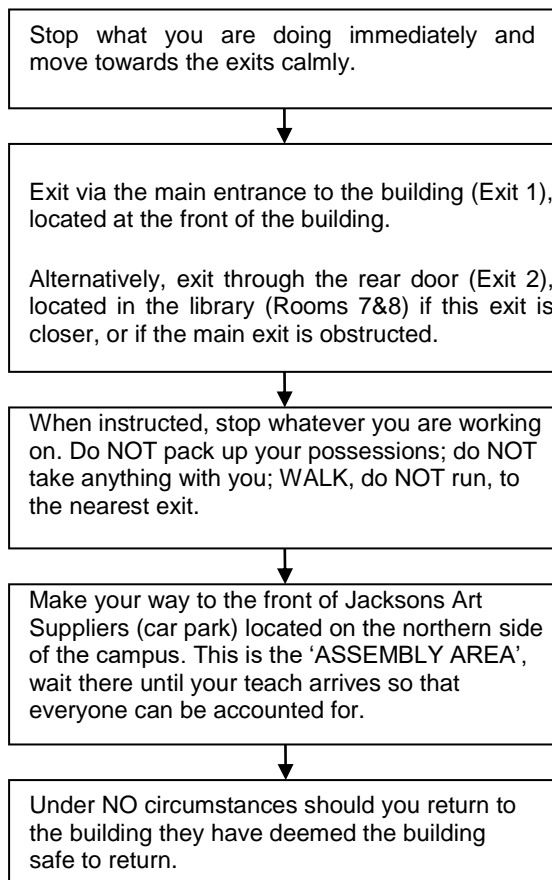 Stop what you are doing immediately and
move towards the exits calmly.
Exit via the main entrance to the building (Exit 1),
located at the front of the building.
Alternatively, exit through the rear door (Exit 2),
located in the library (Rooms 7&8) if this exit is
closer, or if the main exit is obstructed.
When instructed, stop whatever you are working
on. Do NOT pack up your possessions; do NOT
take anything with you; WALK, do NOT run, to
the nearest exit.
Make your way to the front of Jacksons Art
Suppliers (car park) located on the northern side
of the campus. This is the ‘ASSEMBLY AREA’,
wait there until your teach arrives so that
everyone can be accounted for.
Under NO circumstances should you return to
the building they have deemed the building
safe to return.